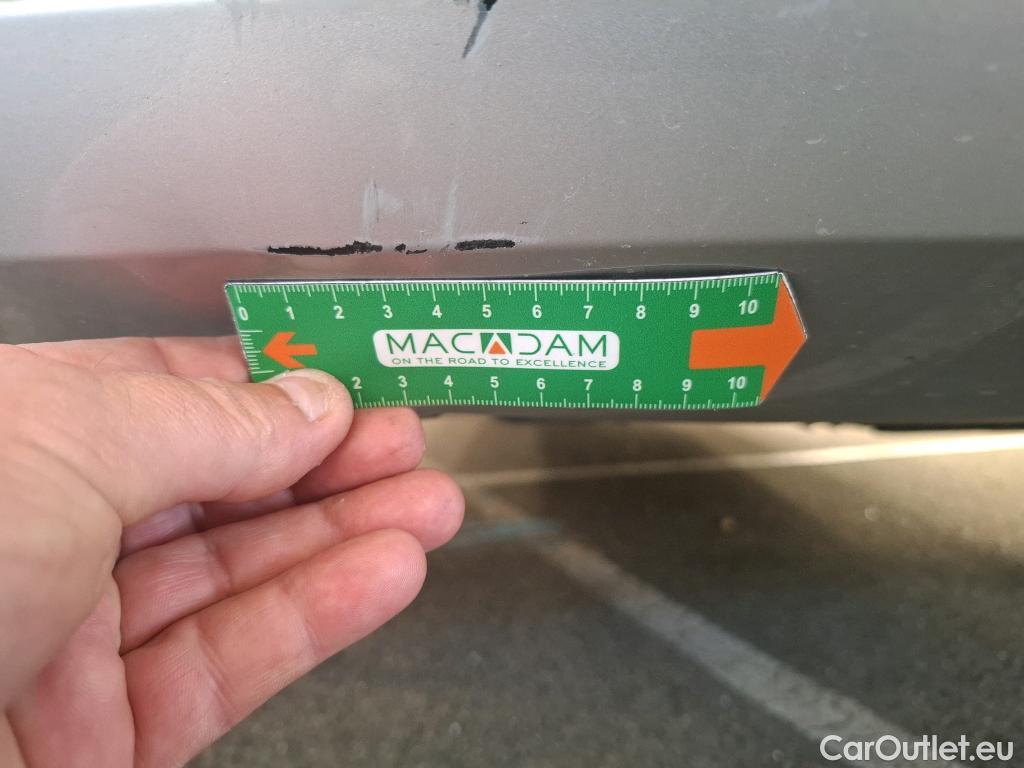 0 1 2 3 4 5 6 7 8 9 10
MACADAM
ON THE ROAD TO EXCELLENCE
2 3 4 5 6 7 8 9 10
CarOutlet.eu